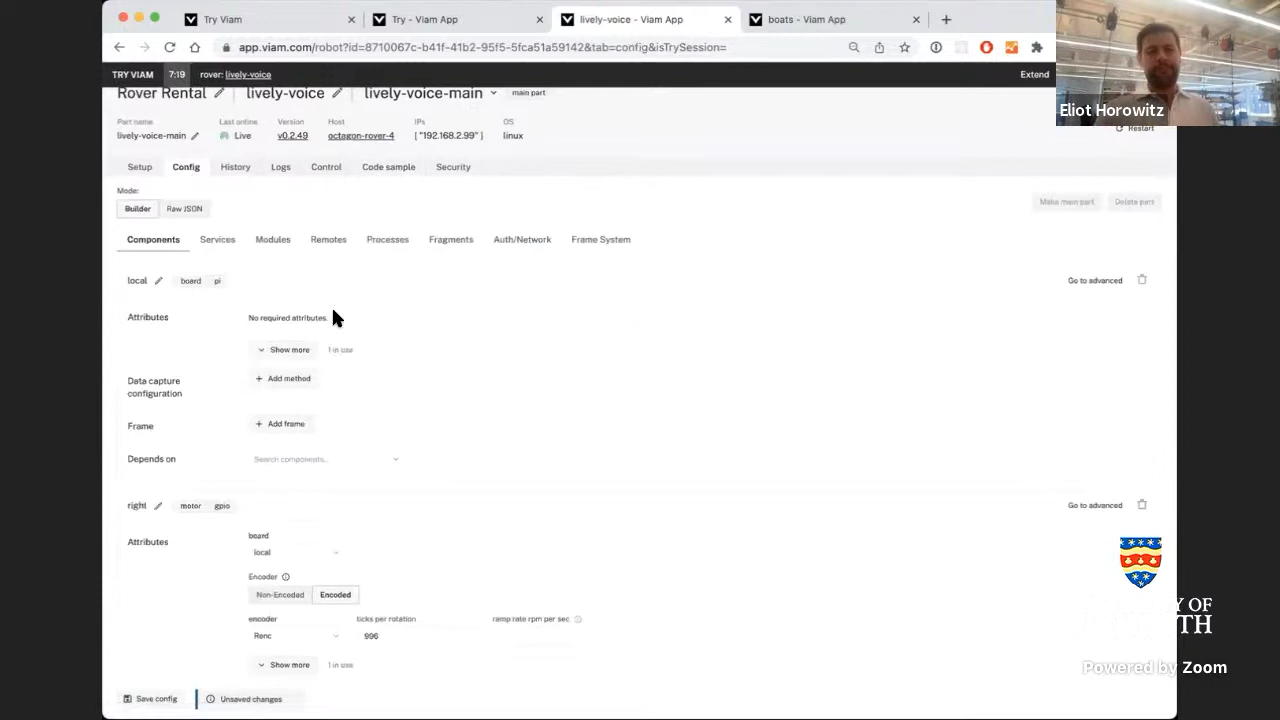 Try Viam
Try - Viam App
lively-voice - Viam App
boats - Viam App
app.viam.com/robot?id=8710067c-b41f-41b2-95f5-5fca51a59142&tab=config&isTrySession=
TRY VIAM 7:19 rover: lively-voice Extend
Eliot Horowitz
Rover Rental lively-voice lively-voice-main main part
Part name Last online Version Host IPs OS
lively-voice-main Live v0.2.49 octagon-rover-4 ["192.168.2.99"] linux
Restart
Setup Config History Logs Control Code sample Security
Mode:
Builder Raw JSON
Make main part Delete part
Components Services Modules Remotes Processes Fragments Auth/Network Frame System
local board pi Go to advanced
Attributes No required attributes.
Show more 1 in use
Data capture configuration + Add method
Frame + Add frame
Depends on Search components...
right motor gpio Go to advanced
Attributes board
local
Encoder
Non-Encoded Encoded
encoder ticks per rotation ramp rate rpm per sec
Renc 996
Show more 1 in use
Save config Unsaved changes
Y OF
TH
Powered by Zoom